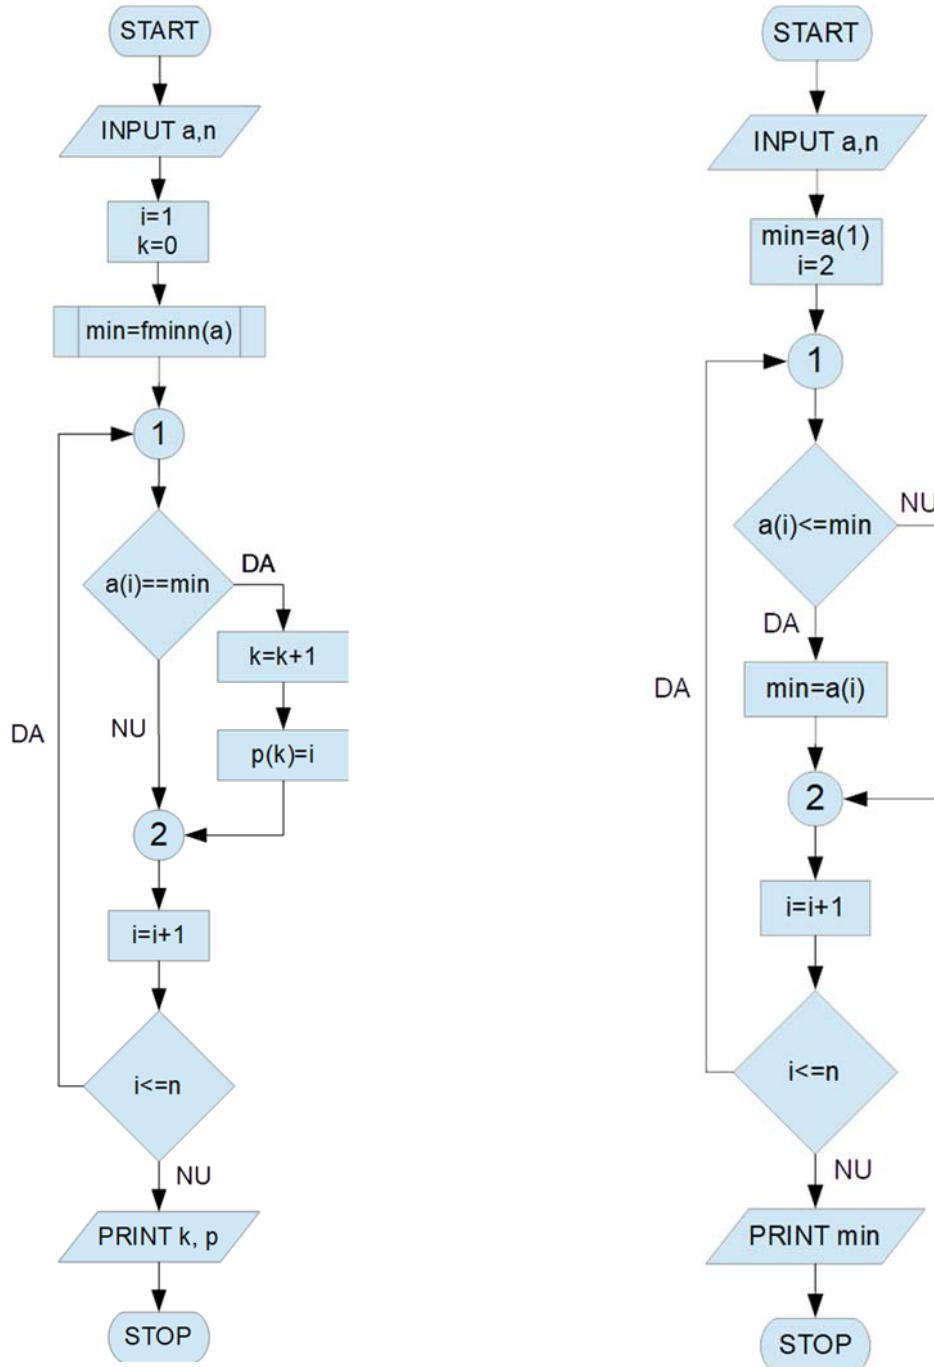 START
INPUT a,n
i=1
k=0
min=fminn(a)
1
a(i)==min
DA
k=k+1
p(k)=i
NU
DA
2
i=i+1
i<=n
NU
PRINT k, p
STOP
START
INPUT a,n
min=a(1)
i=2
1
a(i)<=min
NU
DA
min=a(i)
DA
2
i=i+1
i<=n
NU
PRINT min
STOP